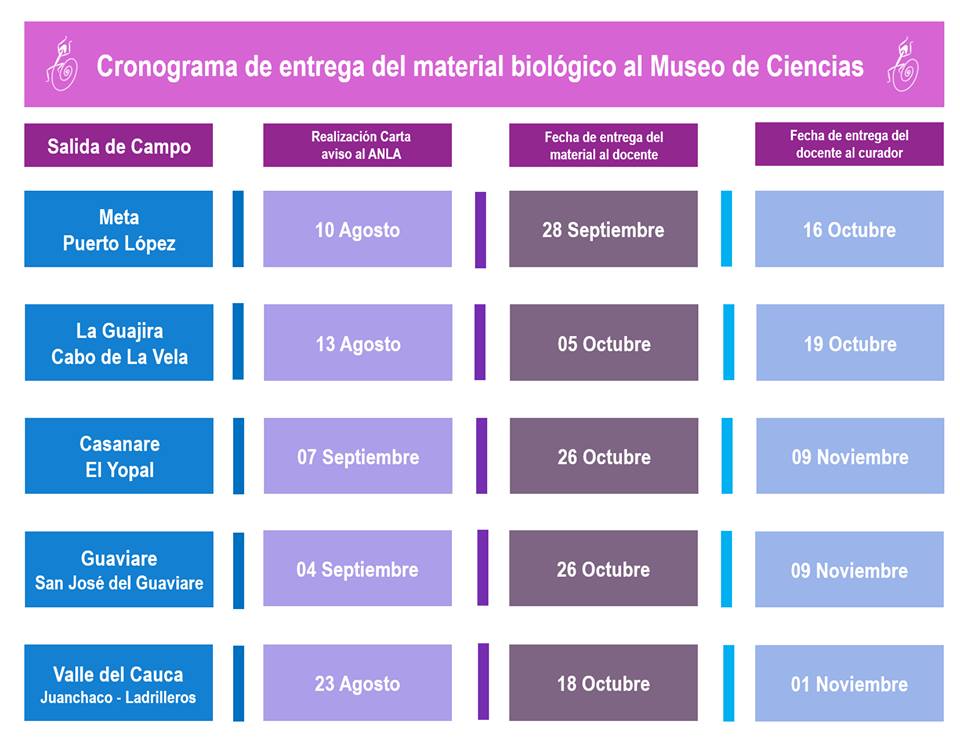 Cronograma de entrega del material biológico al Museo de Ciencias
Salida de Campo
Realización Carta
aviso al ANLA
Fecha de entrega del
material al docente
Fecha de entrega del
docente al curador
Meta
Puerto López
10 Agosto
28 Septiembre
16 Octubre
La Guajira
Cabo de La Vela
13 Agosto
05 Octubre
19 Octubre
Casanare
El Yopal
07 Septiembre
26 Octubre
09 Noviembre
Guaviare
San José del Guaviare
04 Septiembre
26 Octubre
09 Noviembre
Valle del Cauca
Juanchaco - Ladrilleros
23 Agosto
18 Octubre
01 Noviembre